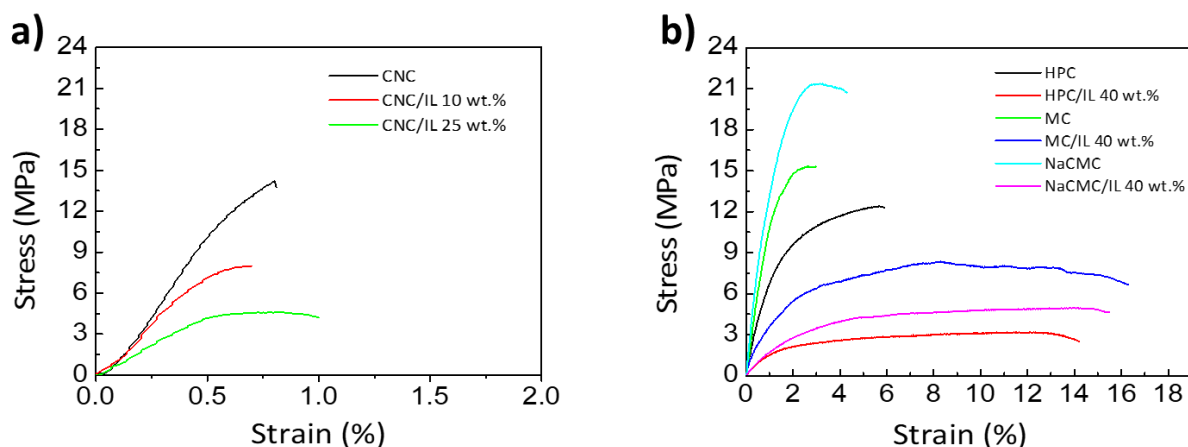 a)
24
21
18
15
12
9
6
3
0
Stress (MPa)
CNC
CNC/IL 10 wt.%
CNC/IL 25 wt.%
0.0 0.5 1.0 1.5 2.0
Strain (%)
b)
24
21
18
15
12
9
6
3
0
Stress (MPa)
HPC
HPC/IL 40 wt.%
MC
MC/IL 40 wt.%
NaCMC
NaCMC/IL 40 wt.%
0 2 4 6 8 10 12 14 16 18
Strain (%)